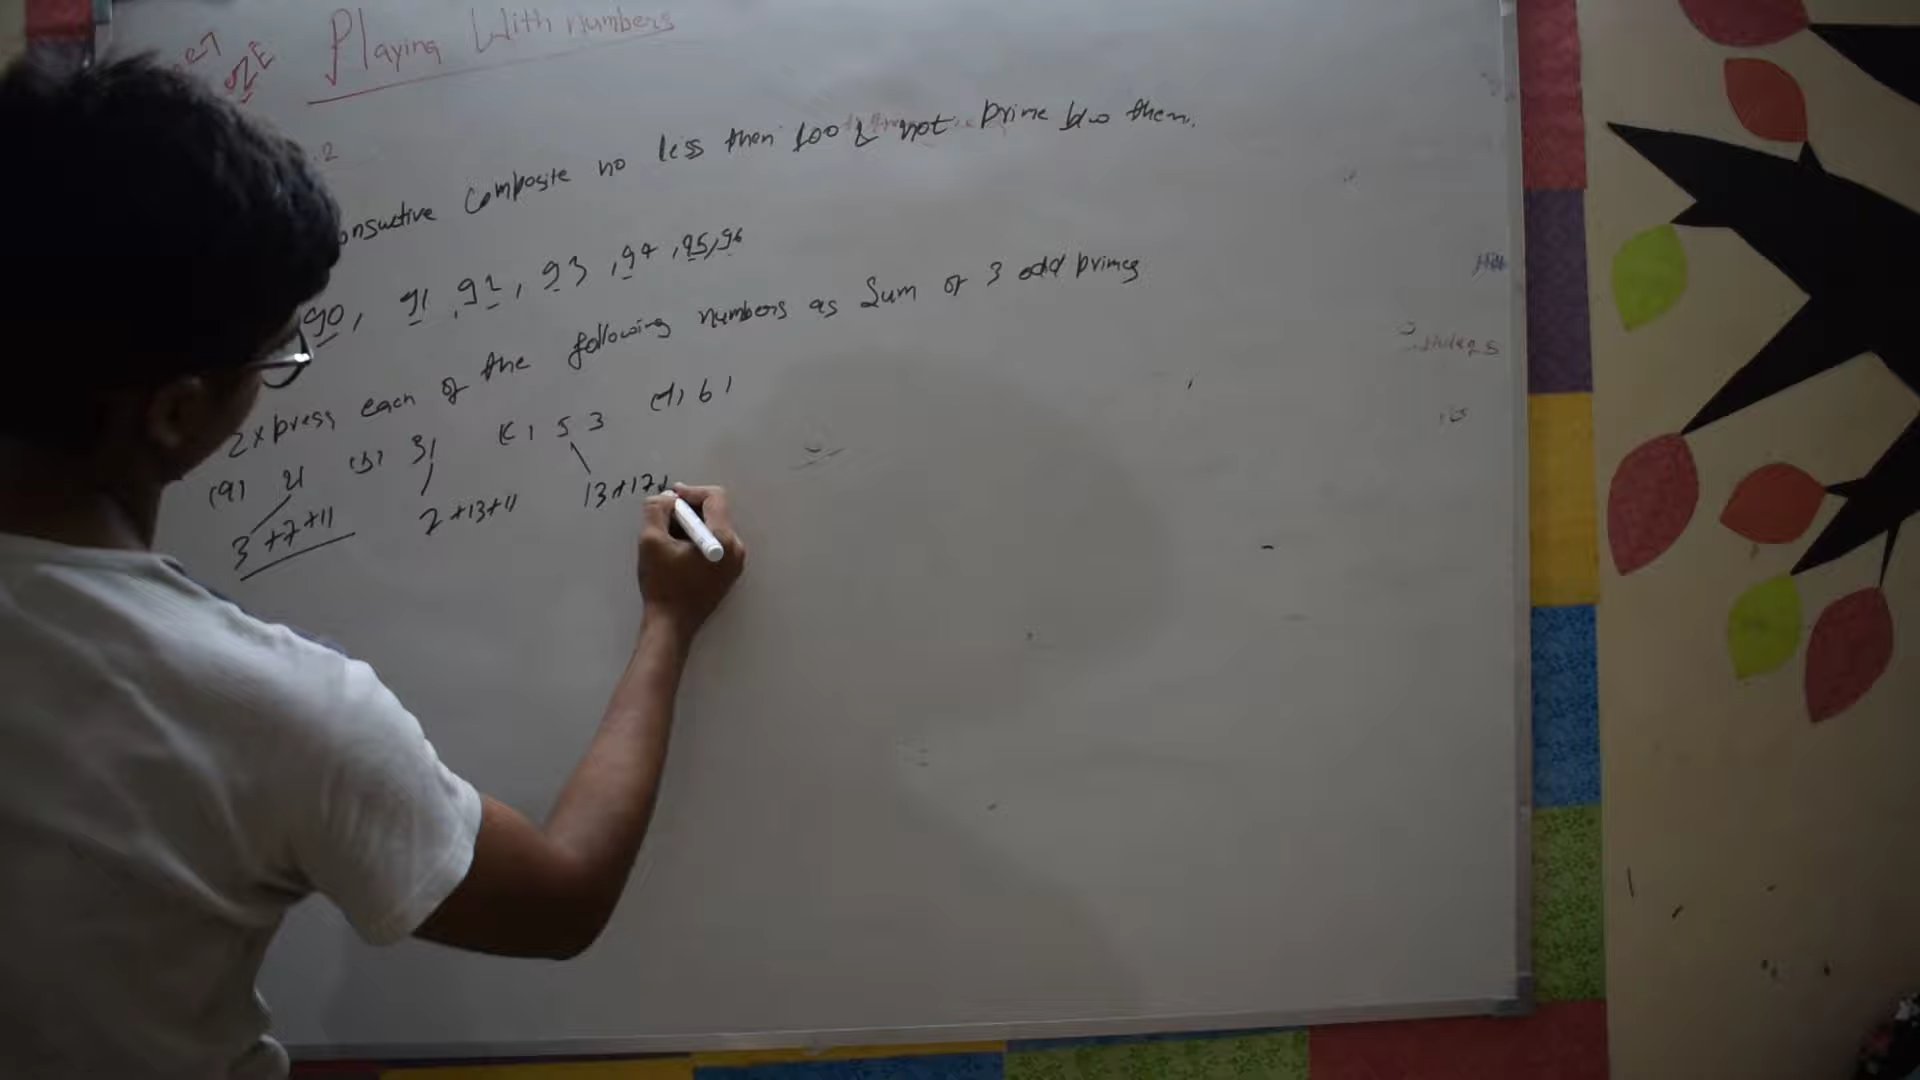 Playing With numbers
.2
onsuctive Composite no less then 100 & not Prime b/w them.
90, 91, 92, 93, 94, 95, 96
Express each of the following numbers as Sum of 3 odd primes
(a) 21 (b) 31 (c) 53 (d) 61
3+7+11 2+13+11 13+17+